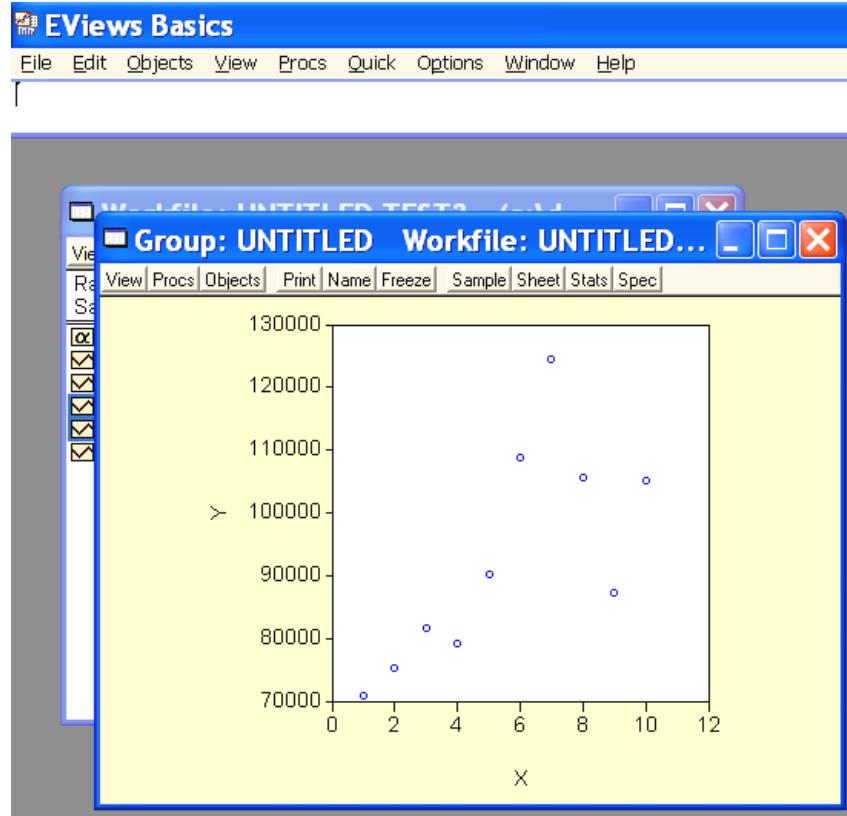 EViews Basics
File Edit Objects View Procs Quick Options Window Help
Workfile: UNTITLED
Group: UNTITLED Workfile: UNTITLED...
View Procs Objects Print Name Freeze Sample Sheet Stats Spec
α
130000
120000
110000
100000
90000
80000
70000
Y
0 2 4 6 8 10 12
X